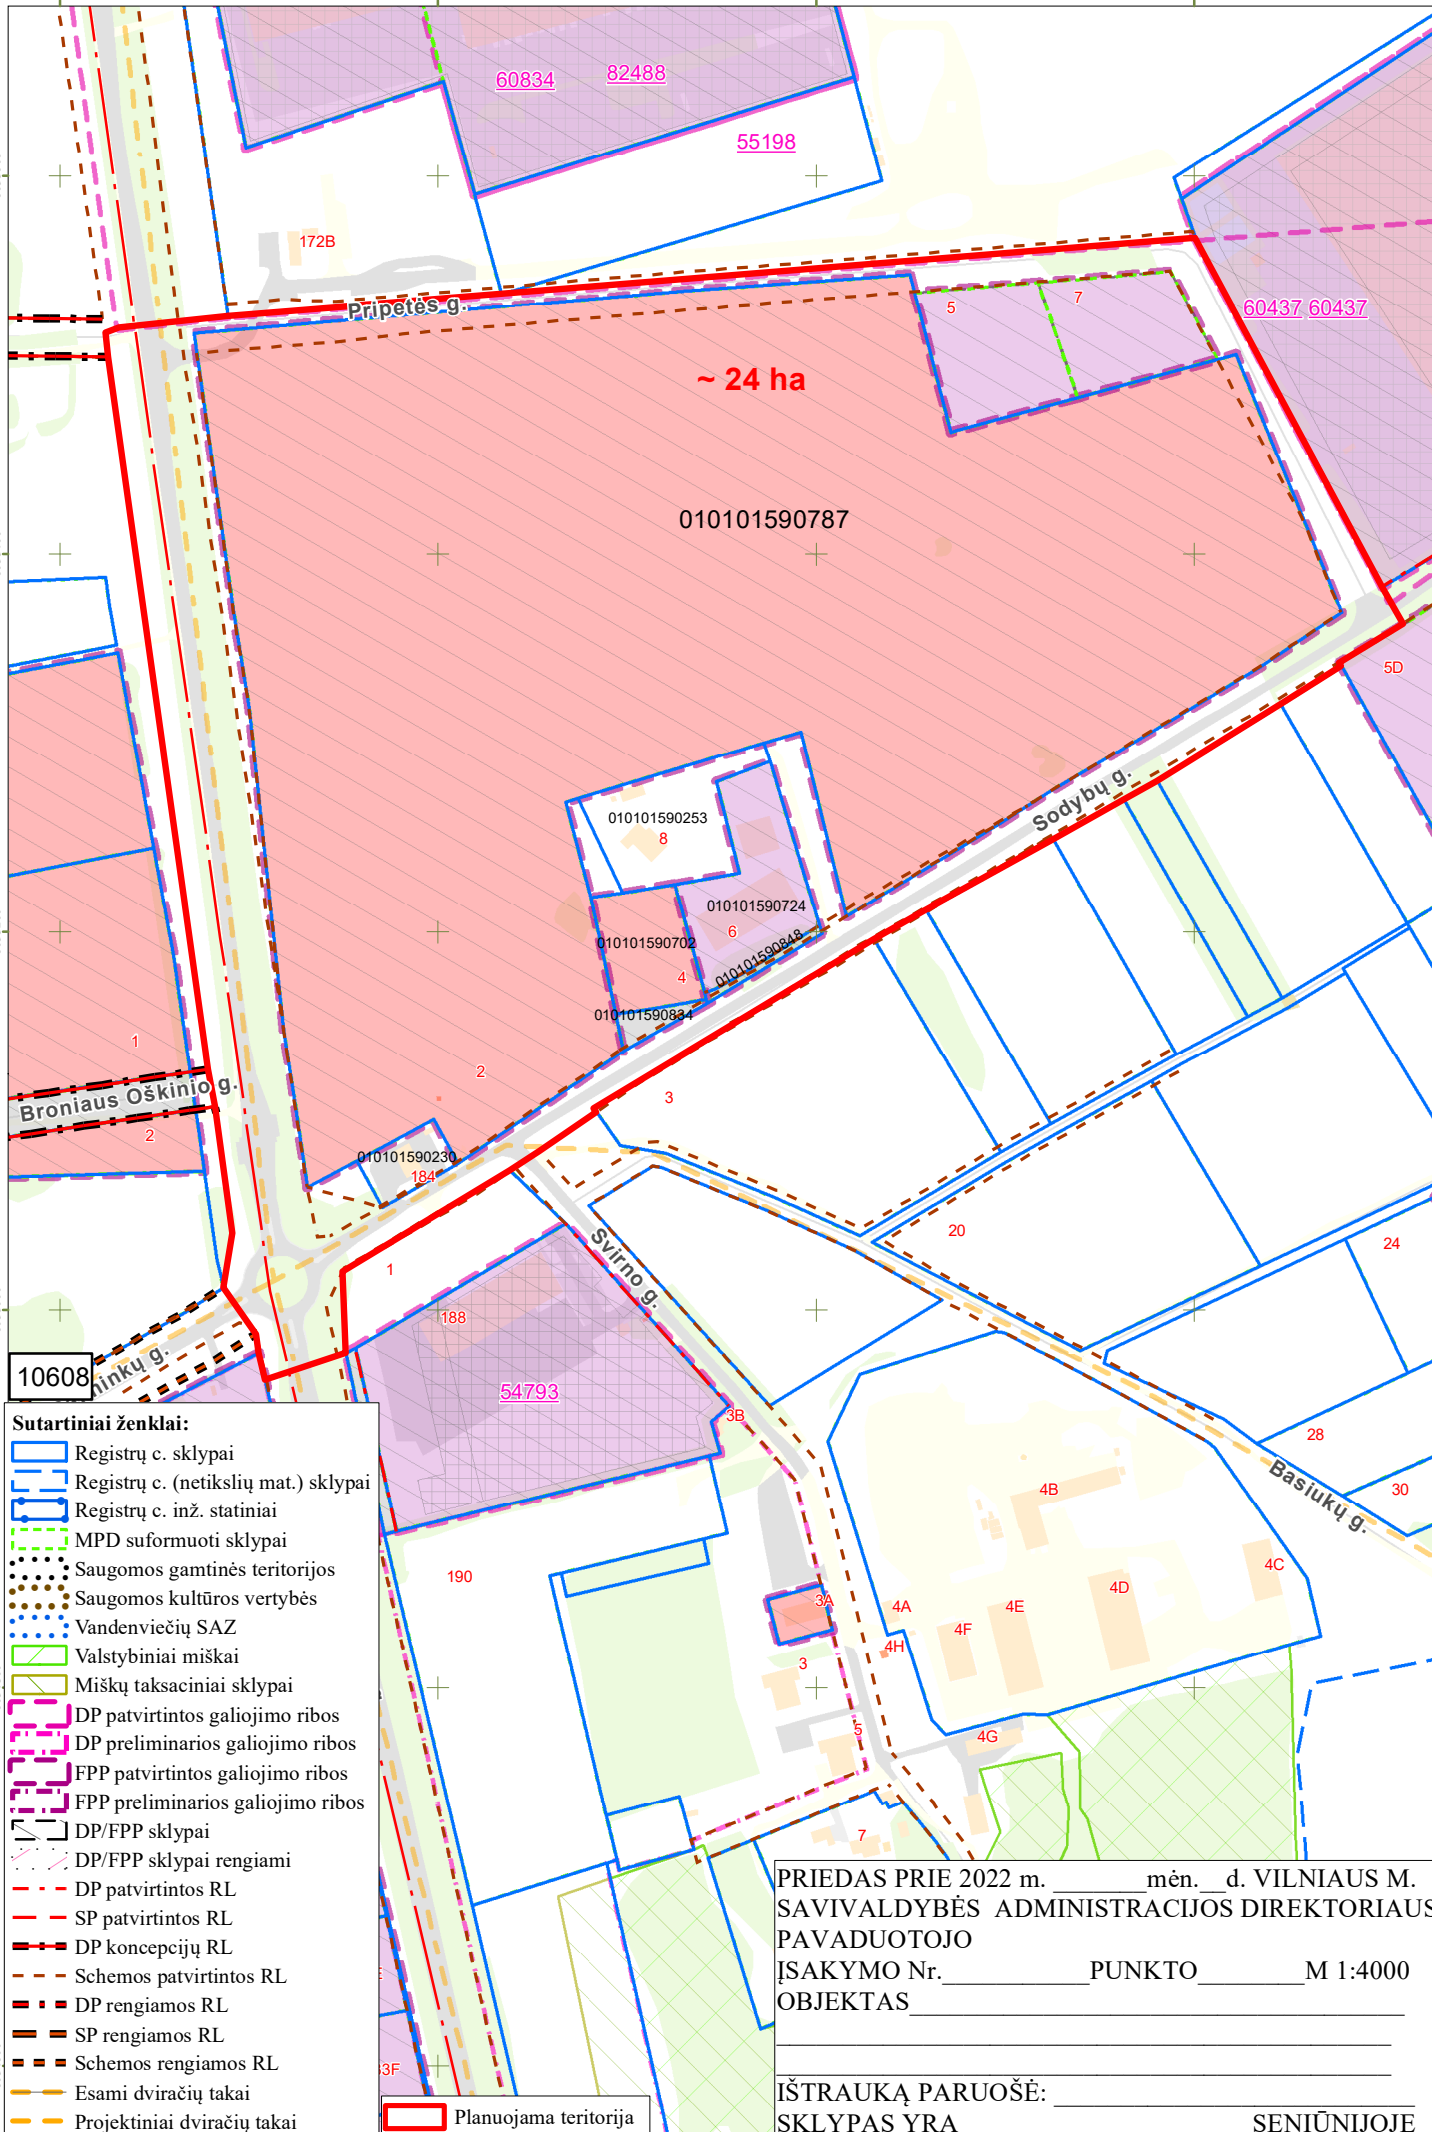 60834
82488
55198
172B
Pripetės g.
5
7
60437 60437
~ 24 ha
010101590787
5D
Sodybų g.
010101590253
8
010101590724
6
010101590702
010101590848
4
010101590834
1
2
Broniaus Oškinio g.
2
3
010101590230
184
20
24
Svirno g.
1
188
10608
ninkų g.
54793
3B
28
30
Basiukų g.
4B
4C
4D
190
3A
4A
4E
4F
4H
3
5
4G
7
3F
Sutartiniai ženklai:
Registrų c. sklypai
Registrų c. (netikslių mat.) sklypai
Registrų c. inž. statiniai
MPD suformuoti sklypai
Saugomos gamtinės teritorijos
Saugomos kultūros vertybės
Vandenviečių SAZ
Valstybiniai miškai
Miškų taksaciniai sklypai
DP patvirtintos galiojimo ribos
DP preliminarios galiojimo ribos
FPP patvirtintos galiojimo ribos
FPP preliminarios galiojimo ribos
DP/FPP sklypai
DP/FPP sklypai rengiami
DP patvirtintos RL
SP patvirtintos RL
DP koncepcijų RL
Schemos patvirtintos RL
DP rengiamos RL
SP rengiamos RL
Schemos rengiamos RL
Esami dviračių takai
Projektiniai dviračių takai
Planuojama teritorija
PRIEDAS PRIE 2022 m. _______mėn.__d. VILNIAUS M.
SAVIVALDYBĖS ADMINISTRACIJOS DIREKTORIAUS
PAVADUOTOJO
ĮSAKYMO Nr.___________PUNKTO________M 1:4000
OBJEKTAS_____________________________________
IŠTRAUKĄ PARUOŠĖ: ___________________________
SKLYPAS YRA SENIŪNIJOJE